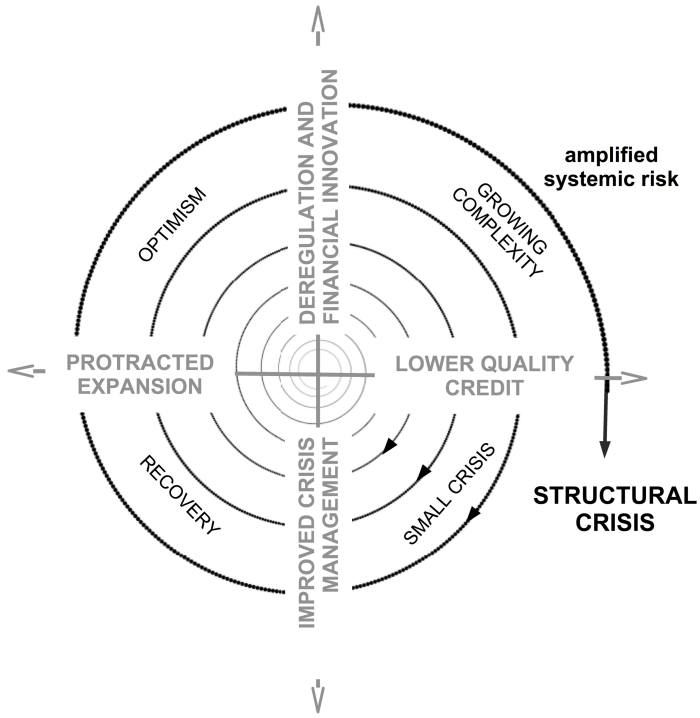 DEREGULATION AND
FINANCIAL INNOVATION
amplified
systemic risk
OPTIMISM
GROWING
COMPLEXITY
PROTRACTED
EXPANSION
LOWER QUALITY
CREDIT
RECOVERY
IMPROVED CRISIS
MANAGEMENT
SMALL CRISIS
STRUCTURAL
CRISIS